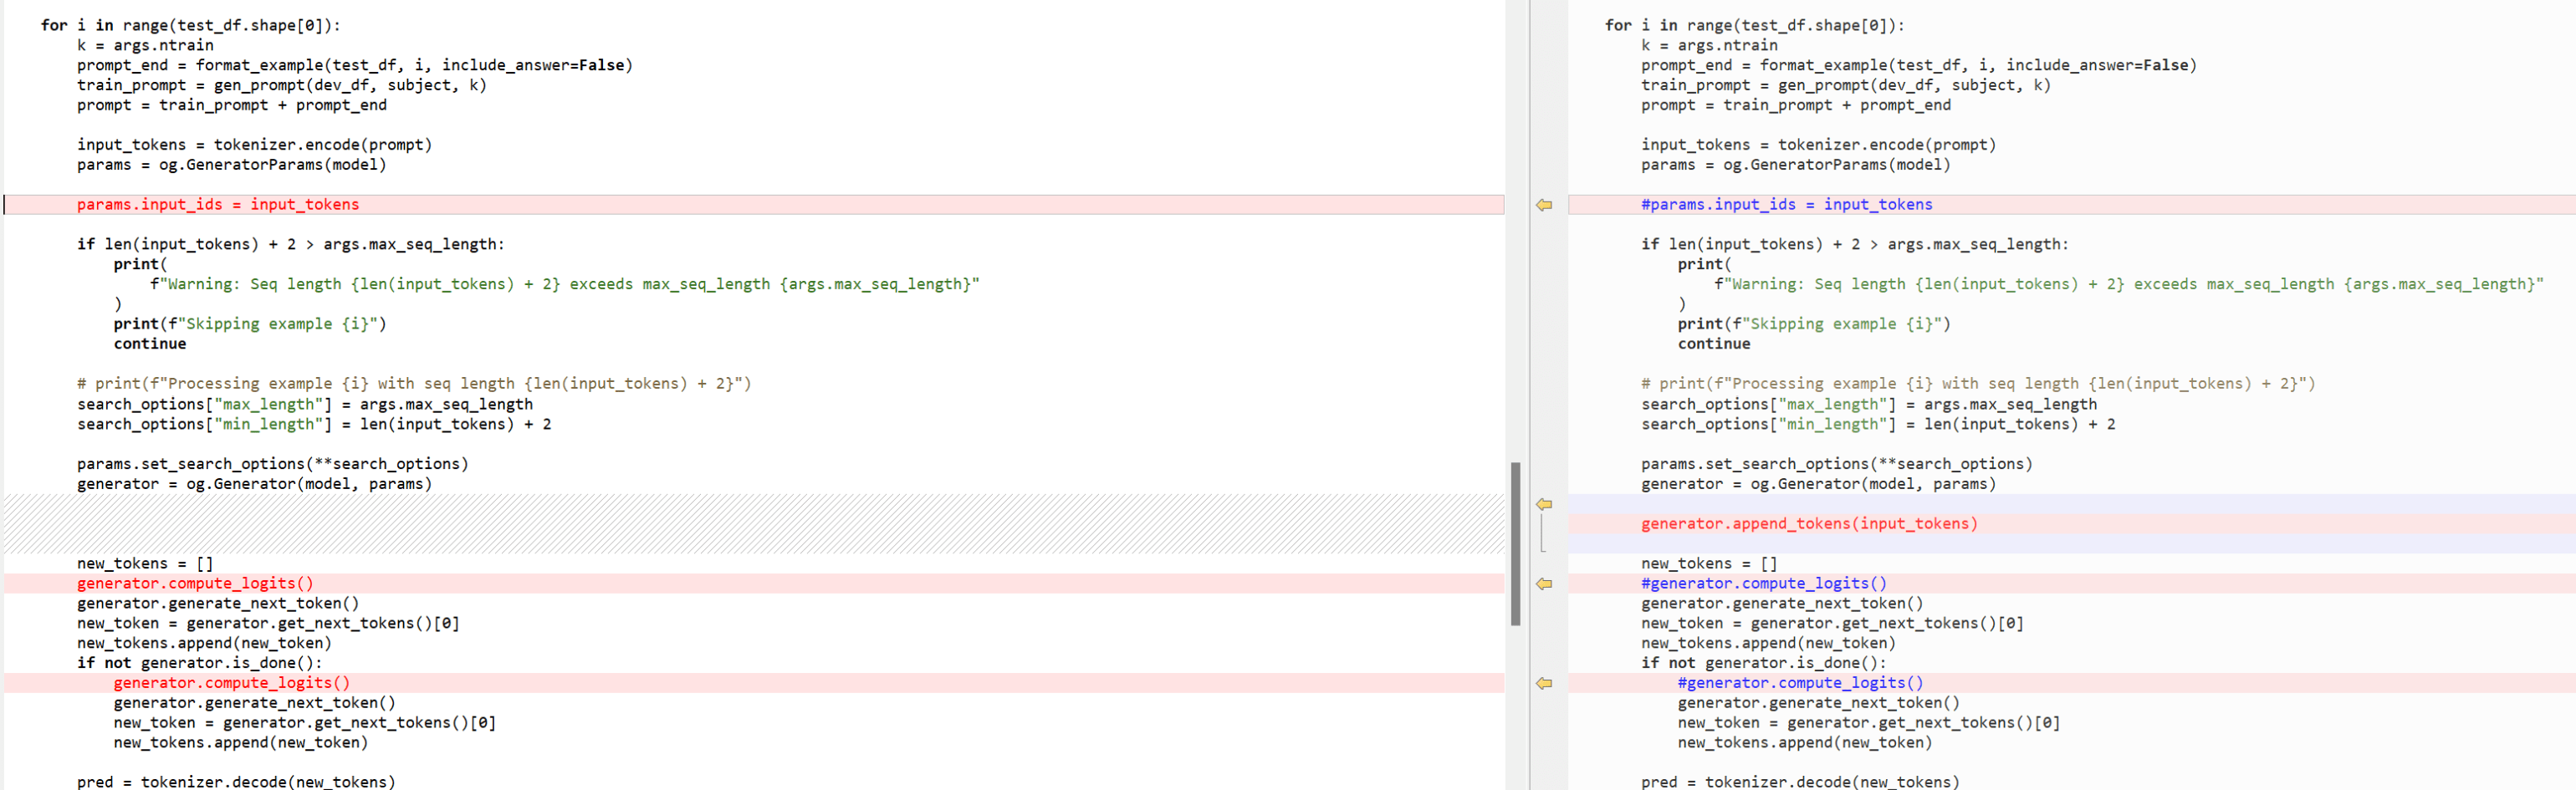 for i in range(test_df.shape[0]):
    k = args.ntrain
    prompt_end = format_example(test_df, i, include_answer=False)
    train_prompt = gen_prompt(dev_df, subject, k)
    prompt = train_prompt + prompt_end

    input_tokens = tokenizer.encode(prompt)
    params = og.GeneratorParams(model)

    params.input_ids = input_tokens

    if len(input_tokens) + 2 > args.max_seq_length:
        print(
            f"Warning: Seq length {len(input_tokens) + 2} exceeds max_seq_length {args.max_seq_length}"
        )
        print(f"Skipping example {i}")
        continue

    # print(f"Processing example {i} with seq length {len(input_tokens) + 2}")
    search_options["max_length"] = args.max_seq_length
    search_options["min_length"] = len(input_tokens) + 2

    params.set_search_options(**search_options)
    generator = og.Generator(model, params)

    new_tokens = []
    generator.compute_logits()
    generator.generate_next_token()
    new_token = generator.get_next_tokens()[0]
    new_tokens.append(new_token)
    if not generator.is_done():
        generator.compute_logits()
        generator.generate_next_token()
        new_token = generator.get_next_tokens()[0]
        new_tokens.append(new_token)

    pred = tokenizer.decode(new_tokens)

for i in range(test_df.shape[0]):
    k = args.ntrain
    prompt_end = format_example(test_df, i, include_answer=False)
    train_prompt = gen_prompt(dev_df, subject, k)
    prompt = train_prompt + prompt_end

    input_tokens = tokenizer.encode(prompt)
    params = og.GeneratorParams(model)

    #params.input_ids = input_tokens

    if len(input_tokens) + 2 > args.max_seq_length:
        print(
            f"Warning: Seq length {len(input_tokens) + 2} exceeds max_seq_length {args.max_seq_length}"
        )
        print(f"Skipping example {i}")
        continue

    # print(f"Processing example {i} with seq length {len(input_tokens) + 2}")
    search_options["max_length"] = args.max_seq_length
    search_options["min_length"] = len(input_tokens) + 2

    params.set_search_options(**search_options)
    generator = og.Generator(model, params)

    generator.append_tokens(input_tokens)

    new_tokens = []
    #generator.compute_logits()
    generator.generate_next_token()
    new_token = generator.get_next_tokens()[0]
    new_tokens.append(new_token)
    if not generator.is_done():
        #generator.compute_logits()
        generator.generate_next_token()
        new_token = generator.get_next_tokens()[0]
        new_tokens.append(new_token)

    pred = tokenizer.decode(new_tokens)